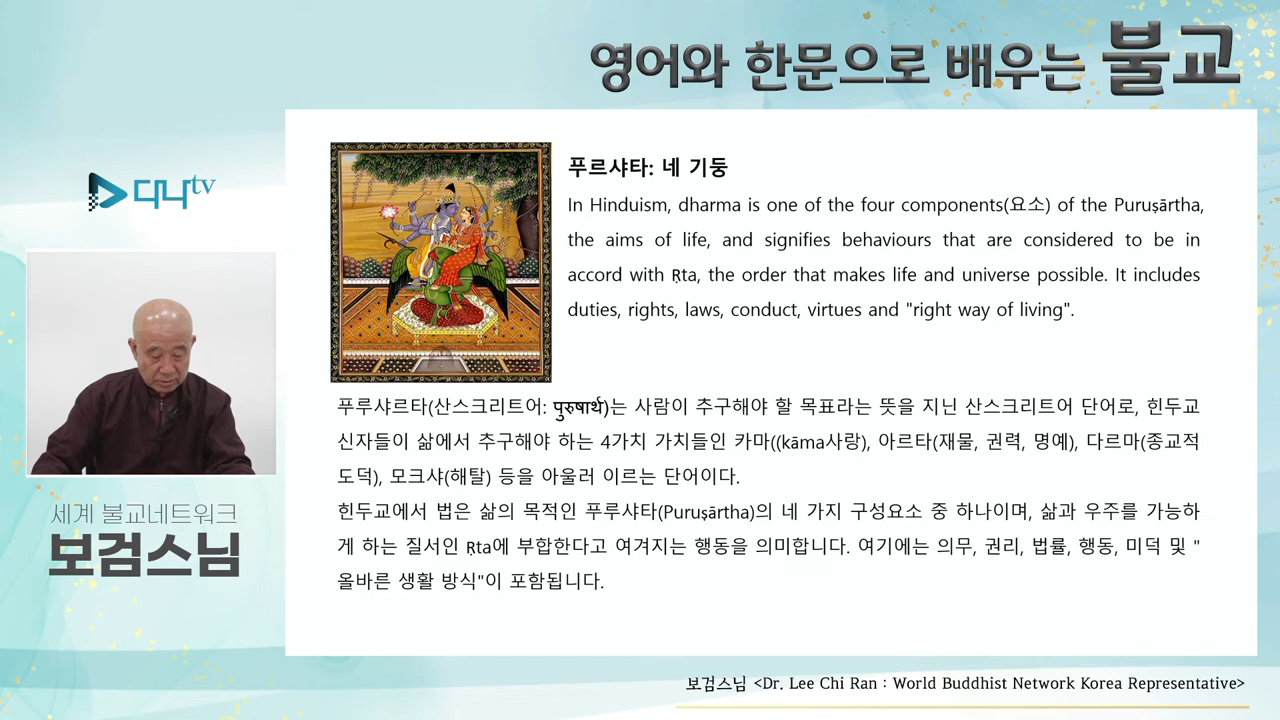 영어와 한문으로 배우는 불교
디나tv
푸르샤타: 네 기둥
In Hinduism, dharma is one of the four components(요소) of the Puruṣārtha,
the aims of life, and signifies behaviours that are considered to be in
accord with Ṛta, the order that makes life and universe possible. It includes
duties, rights, laws, conduct, virtues and "right way of living".
푸루샤르타(산스크리트어: पुरुषार्थ)는 사람이 추구해야 할 목표라는 뜻을 지닌 산스크리트어 단어로, 힌두교
신자들이 삶에서 추구해야 하는 4가치 가치들인 카마((kāma사랑), 아르타(재물, 권력, 명예), 다르마(종교적
도덕), 모크샤(해탈) 등을 아울러 이르는 단어이다.
힌두교에서 법은 삶의 목적인 푸루샤타(Puruṣārtha)의 네 가지 구성요소 중 하나이며, 삶과 우주를 가능하
게 하는 질서인 Ṛta에 부합한다고 여겨지는 행동을 의미합니다. 여기에는 의무, 권리, 법률, 행동, 미덕 및 "
올바른 생활 방식"이 포함됩니다.
세계 불교네트워크
보검스님
보검스님 <Dr. Lee Chi Ran : World Buddhist Network Korea Representative>